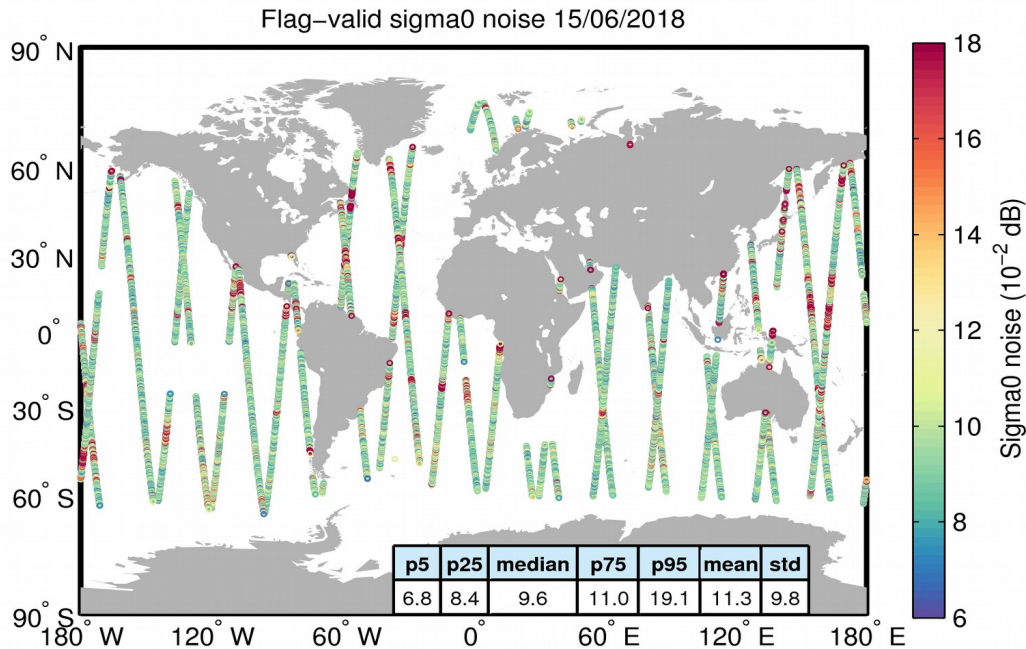 Flag−valid sigma0 noise 15/06/2018
90° N
60° N
30° N
0°
30° S
60° S
90° S
180° W 120° W 60° W 0° 60° E 120° E 180° E
p5 p25 median p75 p95 mean std
6.8 8.4 9.6 11.0 19.1 11.3 9.8
18
16
14
12
10
8
6
Sigma0 noise (10⁻² dB)